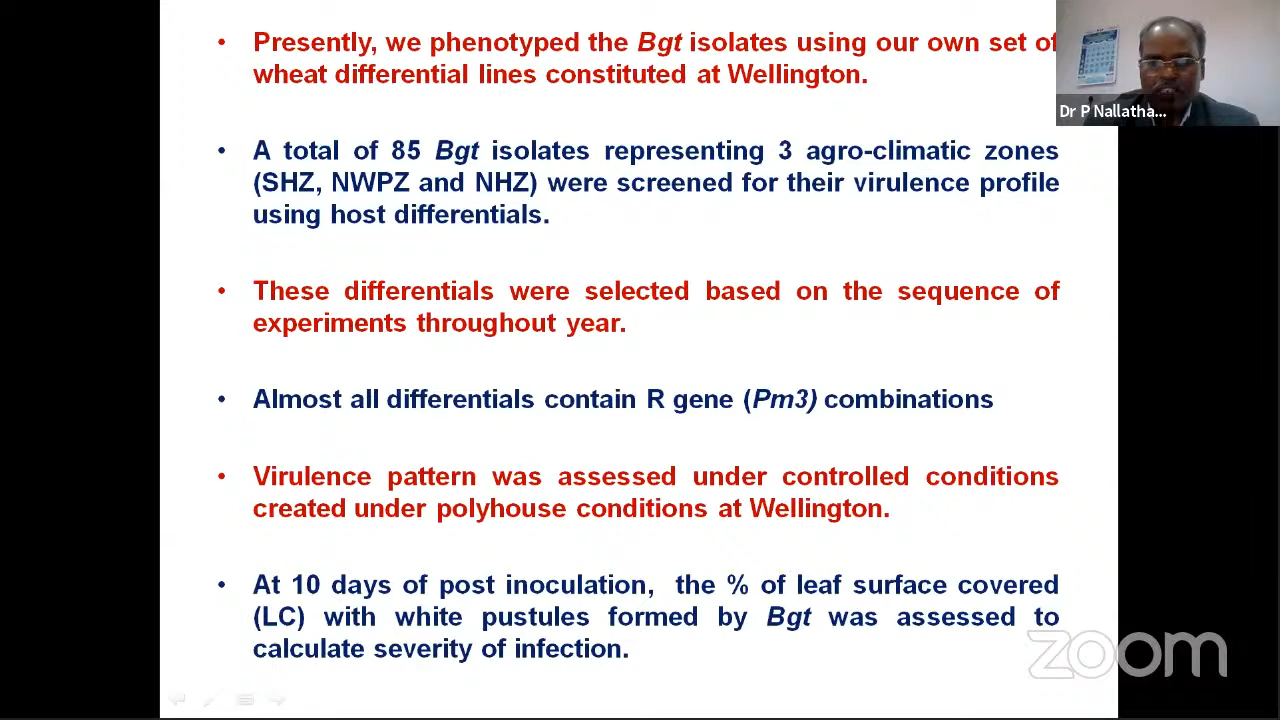 • Presently, we phenotyped the Bgt isolates using our own set of
wheat differential lines constituted at Wellington.
• A total of 85 Bgt isolates representing 3 agro-climatic zones
(SHZ, NWPZ and NHZ) were screened for their virulence profile
using host differentials.
• These differentials were selected based on the sequence of
experiments throughout year.
• Almost all differentials contain R gene (Pm3) combinations
• Virulence pattern was assessed under controlled conditions
created under polyhouse conditions at Wellington.
• At 10 days of post inoculation, the % of leaf surface covered
(LC) with white pustules formed by Bgt was assessed to
calculate severity of infection.
Dr P Nallatha...
zoom